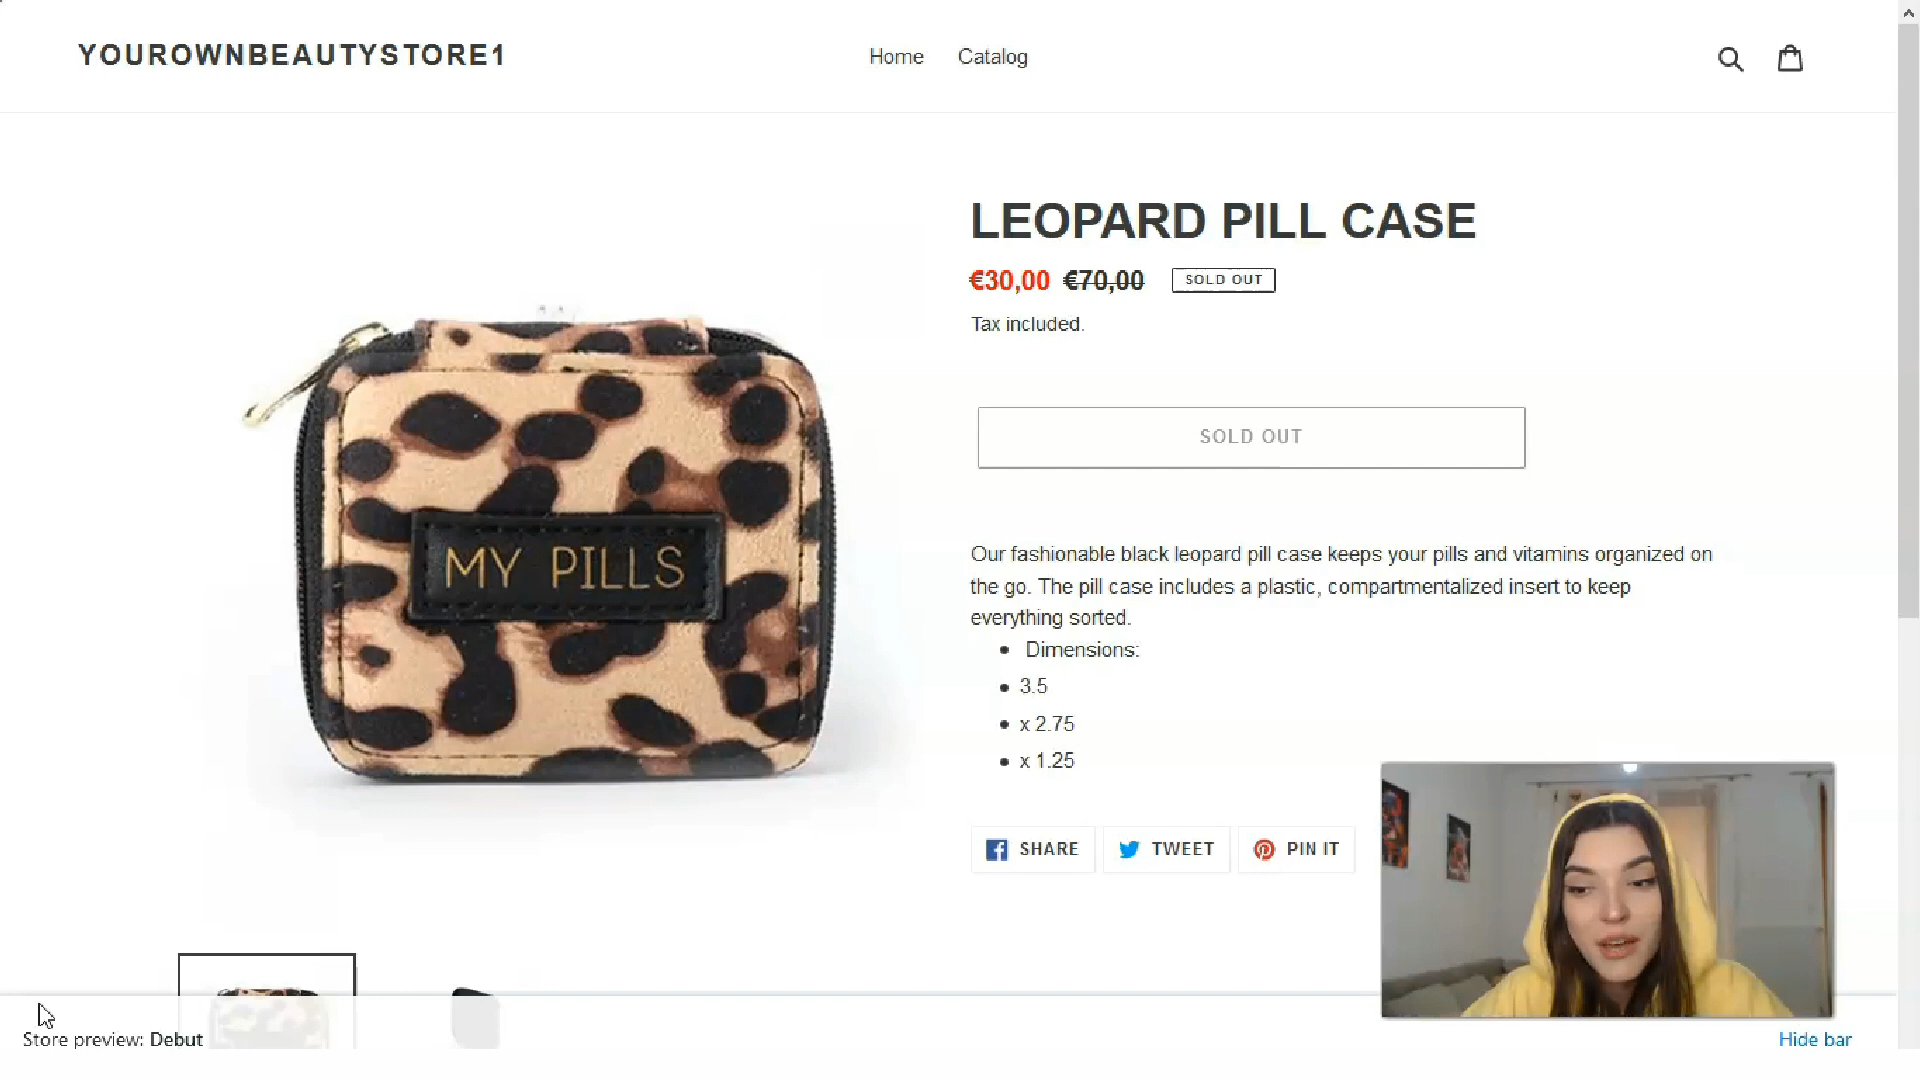 YOUROWNBEAUTYSTORE1
Home
Catalog
LEOPARD PILL CASE
€30,00 €70,00 SOLD OUT
Tax included.
SOLD OUT
MY PILLS
Our fashionable black leopard pill case keeps your pills and vitamins organized on
the go. The pill case includes a plastic, compartmentalized insert to keep
everything sorted.
Dimensions:
3.5
x 2.75
x 1.25
SHARE
TWEET
PIN IT
Store preview: Debut
Hide bar